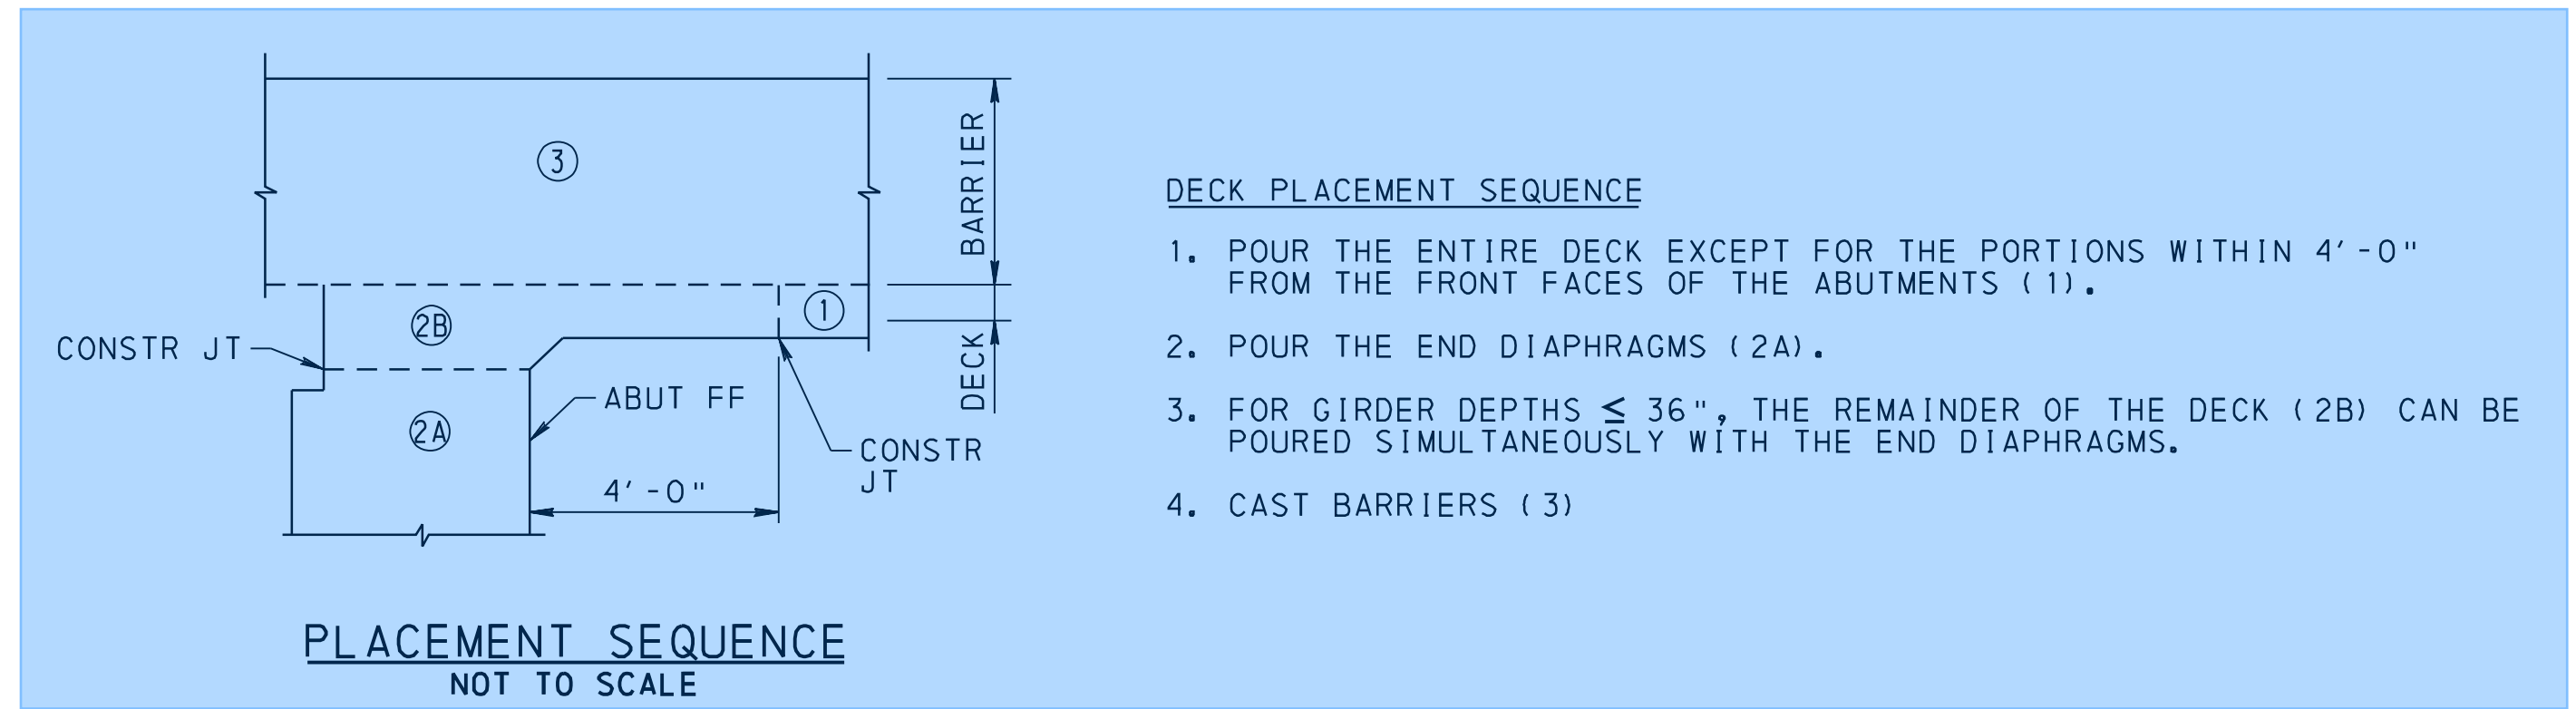 3
BARRIER
2B
1
CONSTR JT
DECK
ABUT FF
2A
CONSTR
JT
4'-0"
PLACEMENT SEQUENCE
NOT TO SCALE
DECK PLACEMENT SEQUENCE
1. POUR THE ENTIRE DECK EXCEPT FOR THE PORTIONS WITHIN 4'-0"
FROM THE FRONT FACES OF THE ABUTMENTS (1).
2. POUR THE END DIAPHRAGMS (2A).
3. FOR GIRDER DEPTHS ≤ 36", THE REMAINDER OF THE DECK (2B) CAN BE
POURED SIMULTANEOUSLY WITH THE END DIAPHRAGMS.
4. CAST BARRIERS (3)